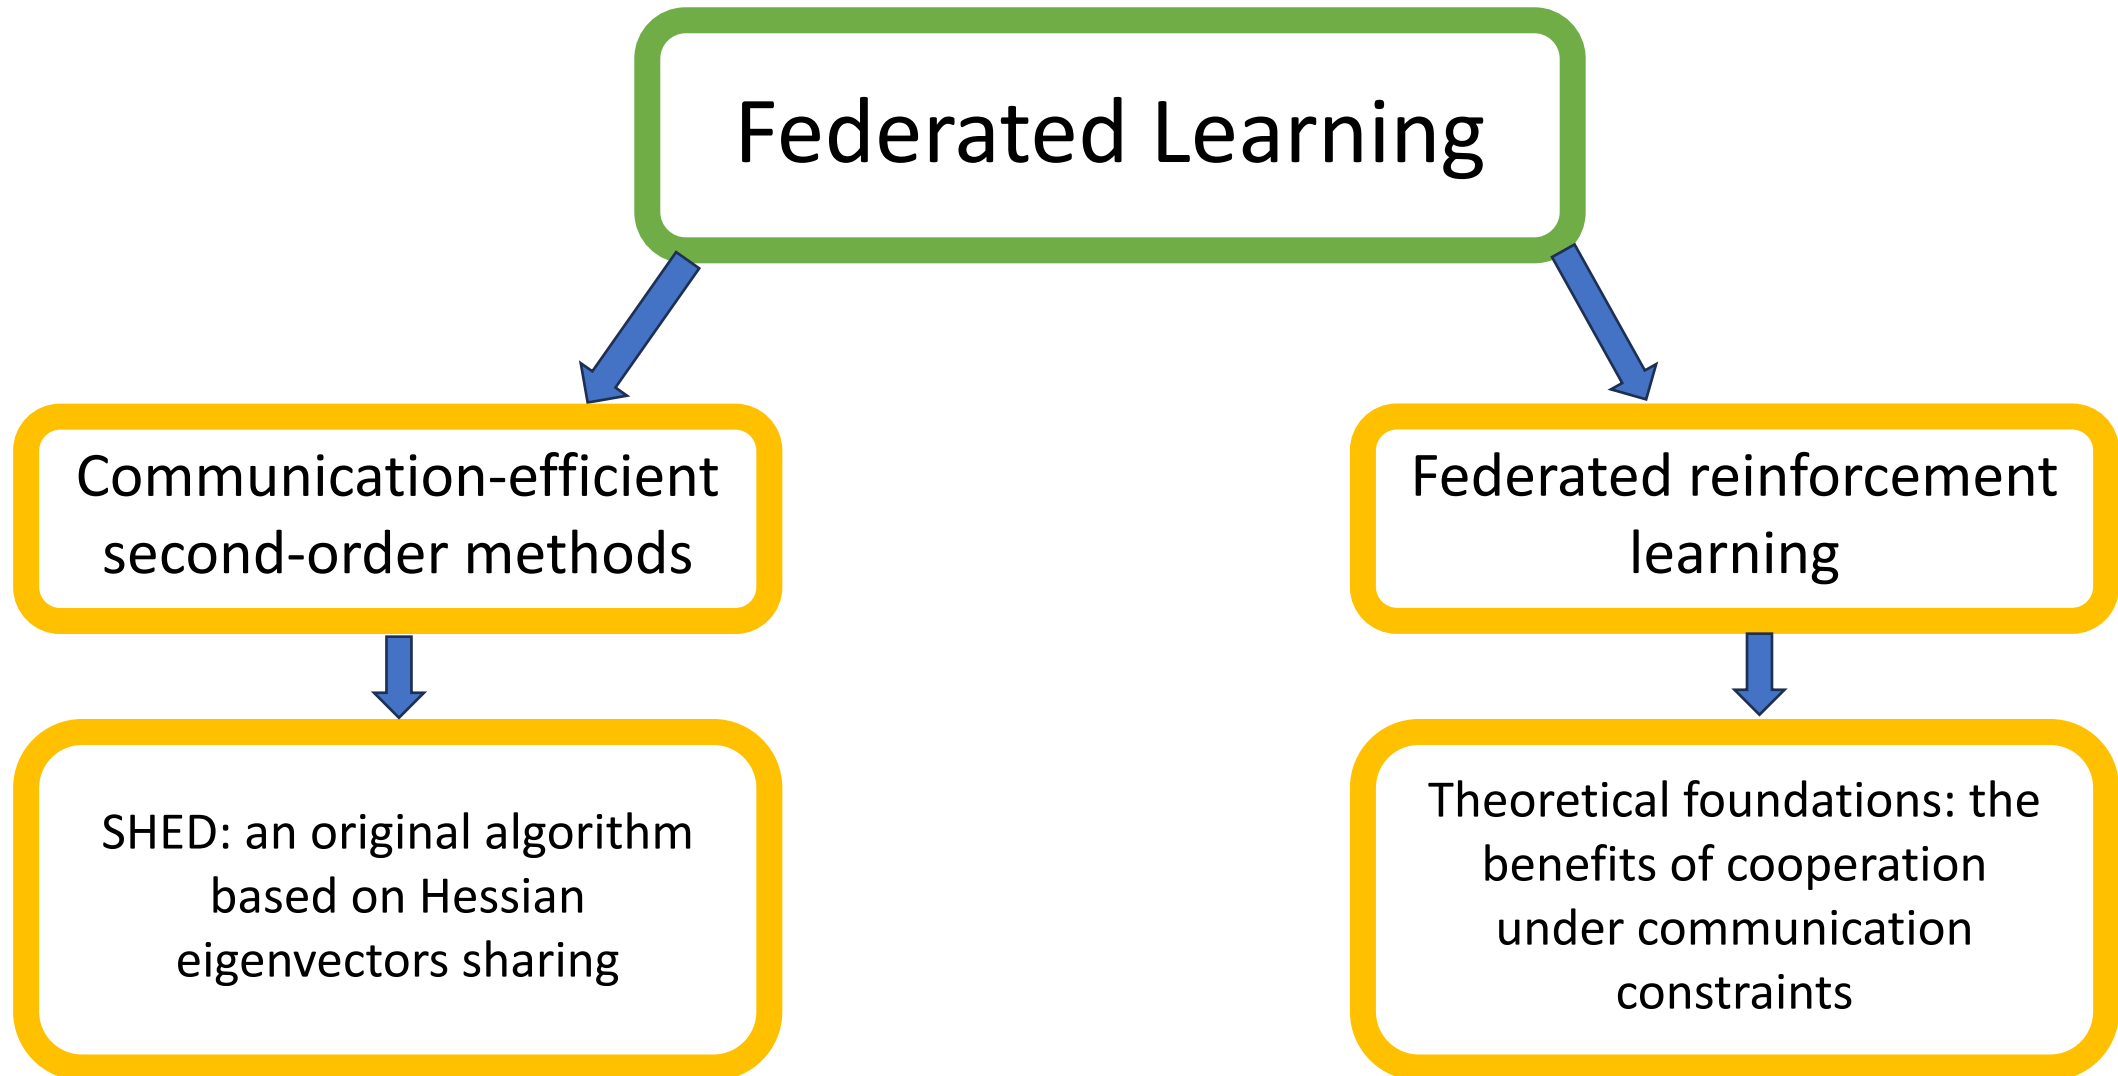 Federated Learning
Communication-efficient
second-order methods
Federated reinforcement
learning
SHED: an original algorithm
based on Hessian
eigenvectors sharing
Theoretical foundations: the
benefits of cooperation
under communication
constraints